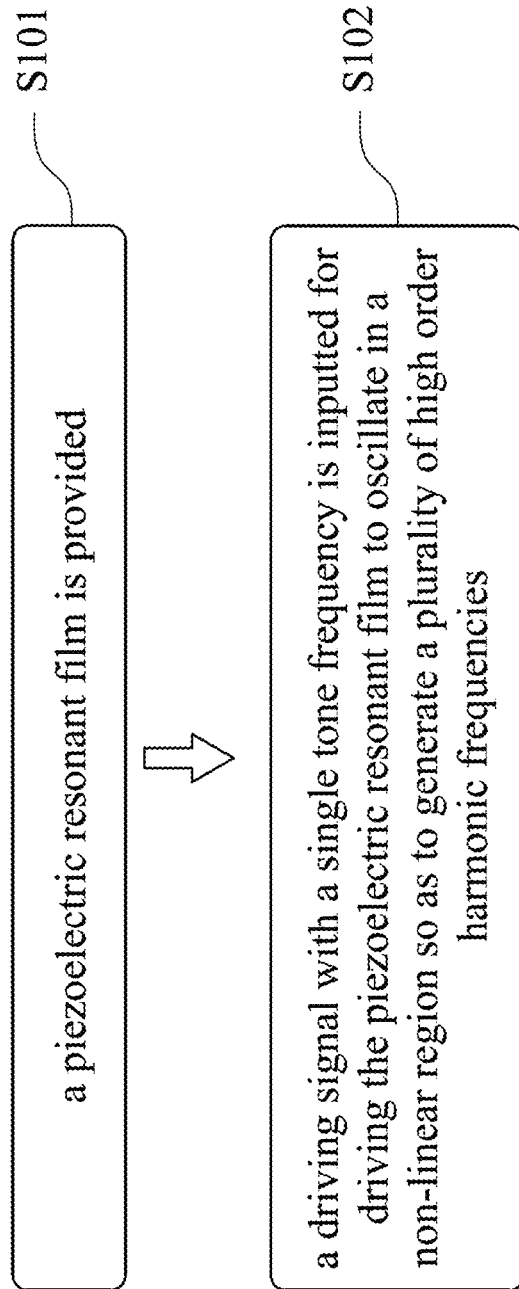 a piezoelectric resonant film is provided
S101
a driving signal with a single tone frequency is inputted for
driving the piezoelectric resonant film to oscillate in a
non-linear region so as to generate a plurality of high order
harmonic frequencies
S102